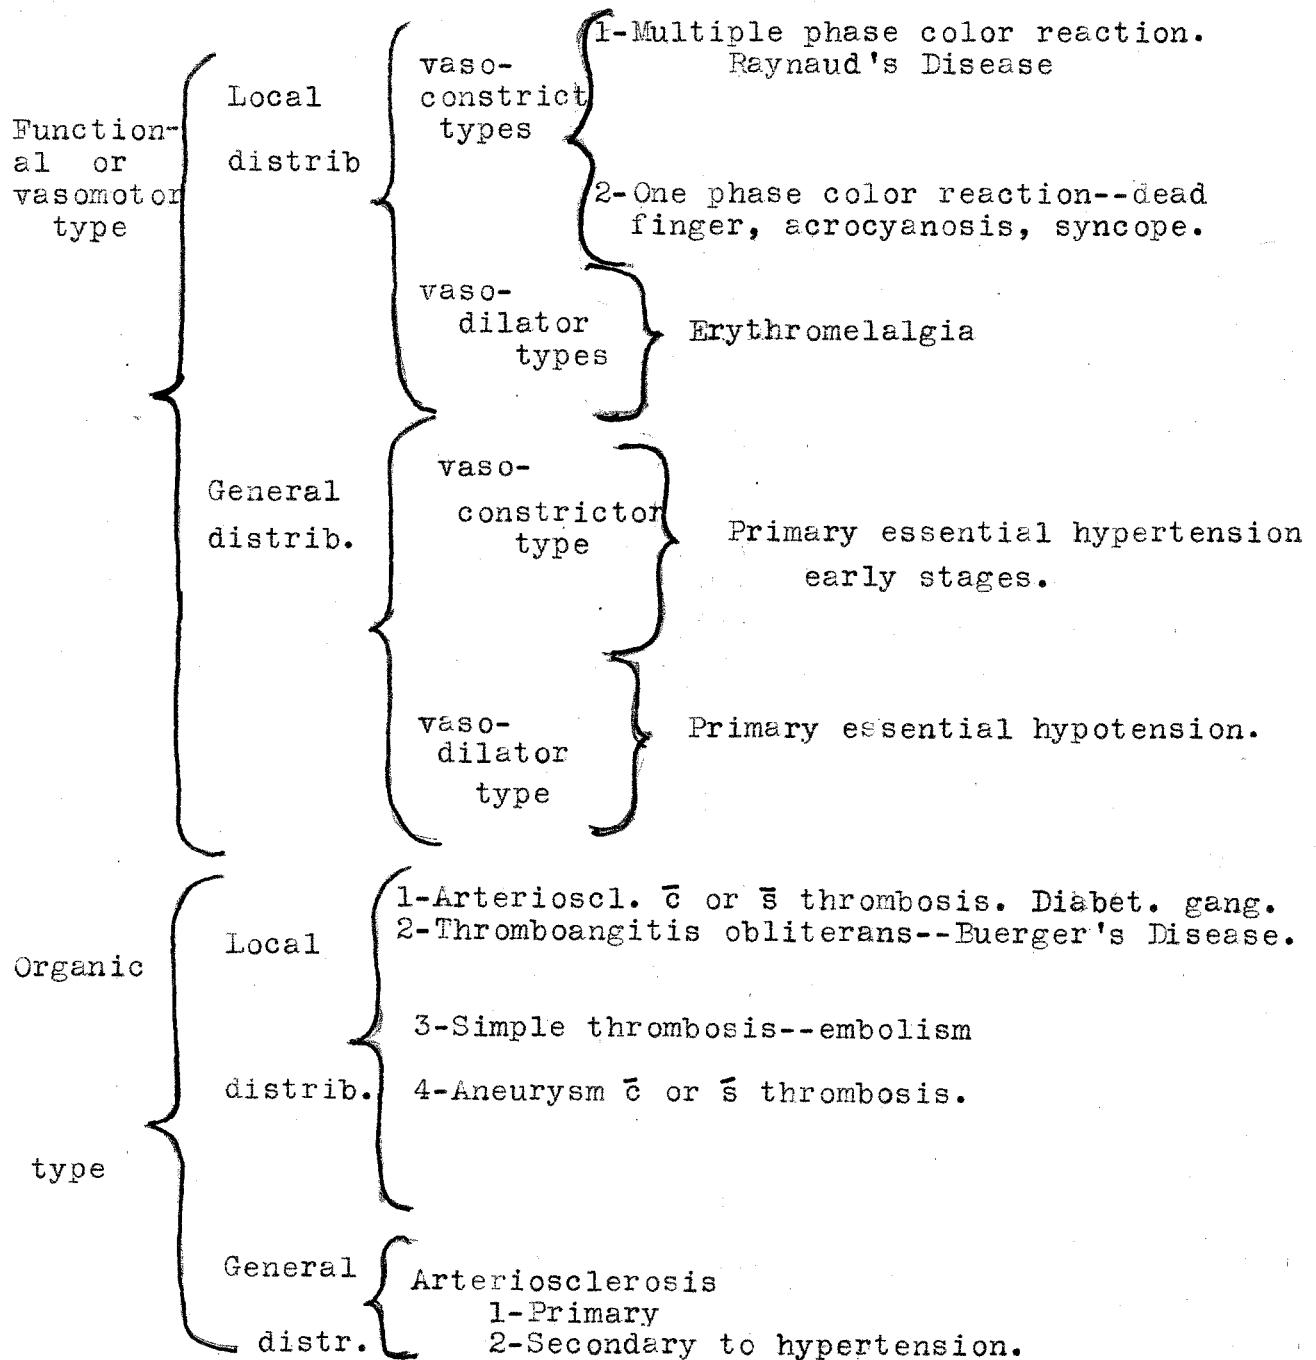 Function-
al or
vasomotor
type
Local
distrib
vaso-
constrict
types
1-Multiple phase color reaction.
Raynaud's Disease
2-One phase color reaction--dead
finger, acrocyanosis, syncope.
vaso-
dilator
types
Erythromelalgia
General
distrib.
vaso-
constrictor
type
Primary essential hypertension
early stages.
vaso-
dilator
type
Primary essential hypotension.
Organic
type
Local
distrib.
1-Arterioscl. c̄ or s̄ thrombosis. Diabet. gang.
2-Thromboangitis obliterans--Buerger's Disease.
3-Simple thrombosis--embolism
4-Aneurysm c̄ or s̄ thrombosis.
General
distr.
Arteriosclerosis
1-Primary
2-Secondary to hypertension.